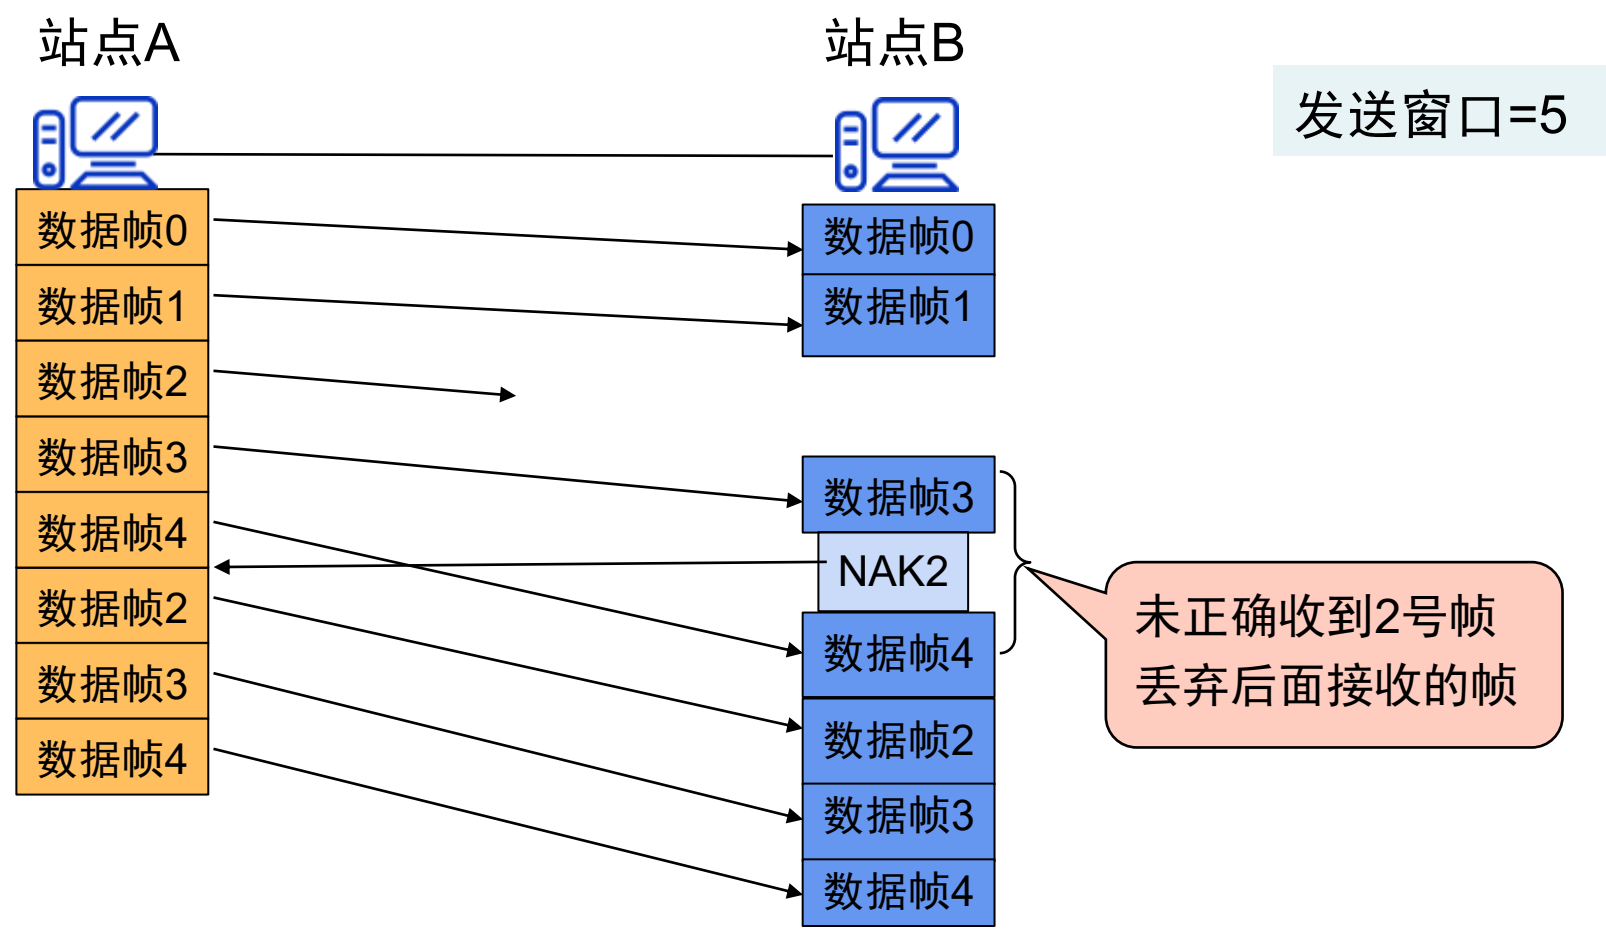 站点A
站点B
发送窗口=5
数据帧0
数据帧1
数据帧2
数据帧3
数据帧4
数据帧2
数据帧3
数据帧4
数据帧0
数据帧1
数据帧3
NAK2
数据帧4
数据帧2
数据帧3
数据帧4
未正确收到2号帧
丢弃后面接收的帧